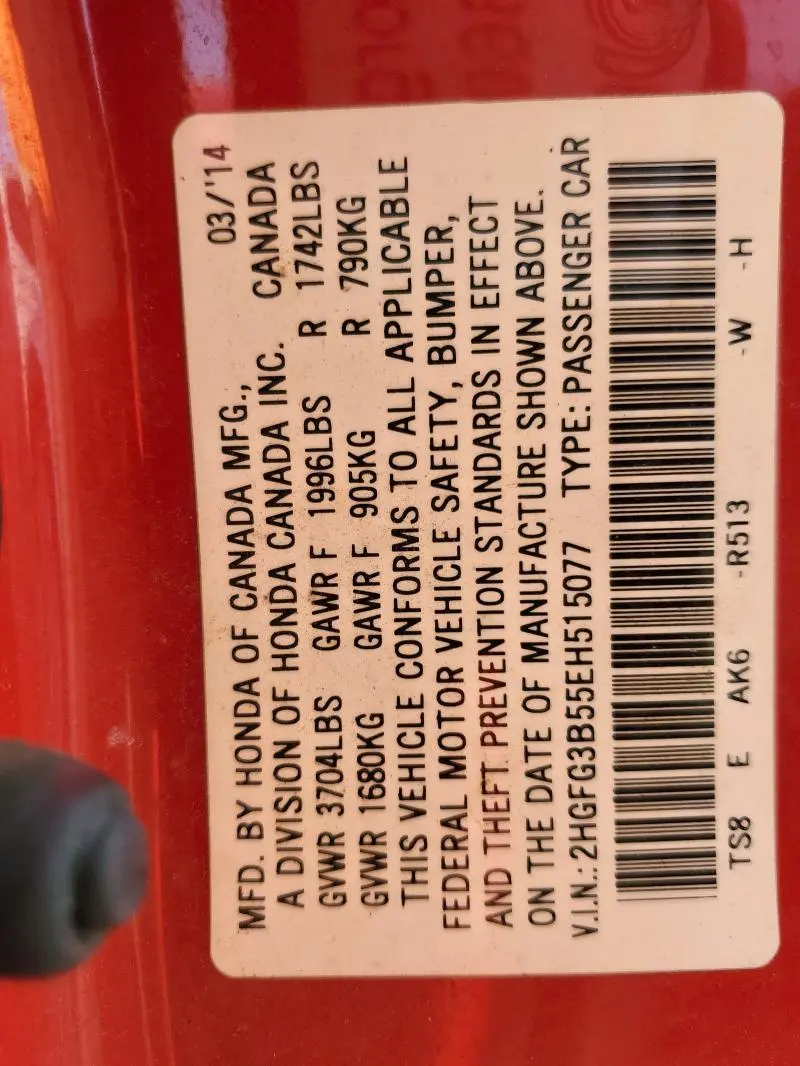 MFD. BY HONDA OF CANADA MFG., 03/'14
A DIVISION OF HONDA CANADA INC. CANADA
GVWR 3704LBS GAWR F 1996LBS R 1742LBS
GVWR 1680KG GAWR F 905KG R 790KG
THIS VEHICLE CONFORMS TO ALL APPLICABLE
FEDERAL MOTOR VEHICLE SAFETY, BUMPER,
AND THEFT PREVENTION STANDARDS IN EFFECT
ON THE DATE OF MANUFACTURE SHOWN ABOVE.
V.I.N.: 2HGFG3B55EH515077 TYPE: PASSENGER CAR
TS8 E AK6 -R513 -W -H